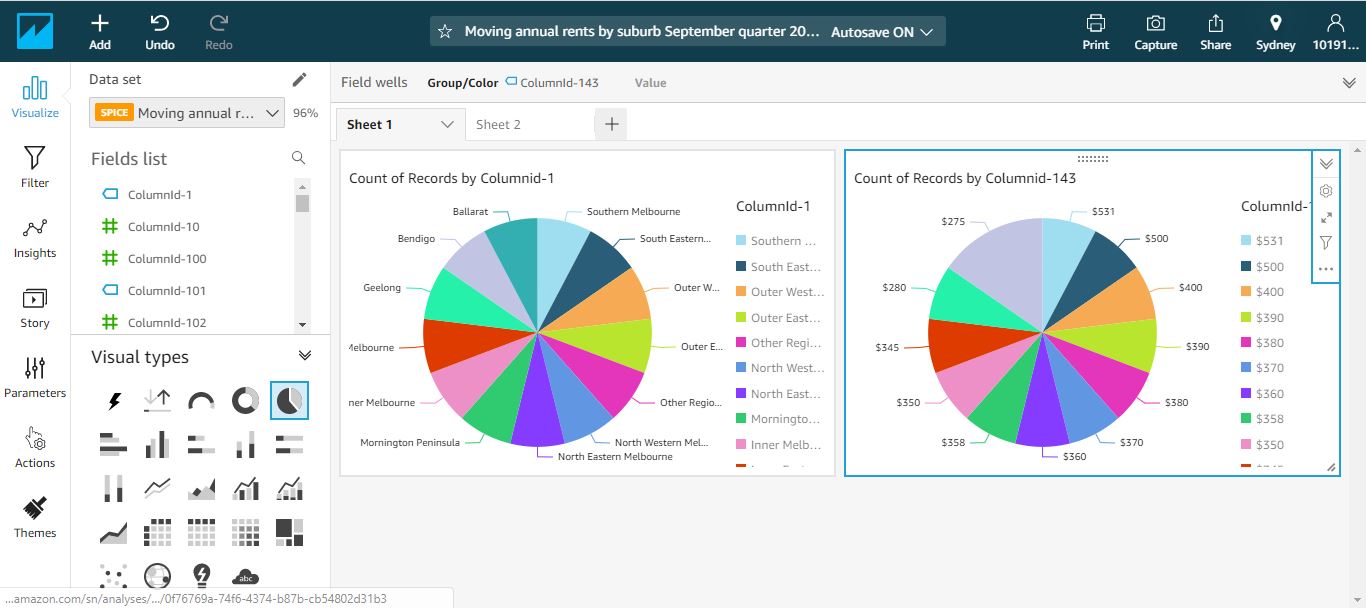 Add
Undo
Redo
Moving annual rents by suburb September quarter 20... Autosave ON
Print
Capture
Share
Sydney
10191...
Visualize
Filter
Insights
Story
Parameters
Actions
Themes
Data set
SPICE Moving annual r... 96%
Fields list
ColumnId-1
ColumnId-10
ColumnId-100
ColumnId-101
ColumnId-102
Visual types
abc
Field wells Group/Color ColumnId-143 Value
Sheet 1
Sheet 2
Count of Records by Columnid-1
Ballarat
Southern Melbourne
Bendigo
South Eastern...
Geelong
Outer W...
Melbourne
Outer E...
ner Melbourne
Other Regio...
Mornington Peninsula
North Western Mel...
North Eastern Melbourne
ColumnId-1
Southern ...
South East...
Outer West...
Outer East...
Other Regi...
North West...
North East...
Morningto...
Inner Melb...
Count of Records by Columnid-143
$275
$531
$500
$280
$400
$345
$390
$350
$380
$358
$370
$360
ColumnId-1
$531
$500
$400
$390
$380
$370
$360
$358
$350
...amazon.com/sn/analyses/.../0f76769a-74f6-4374-b87b-cb54802d31b3